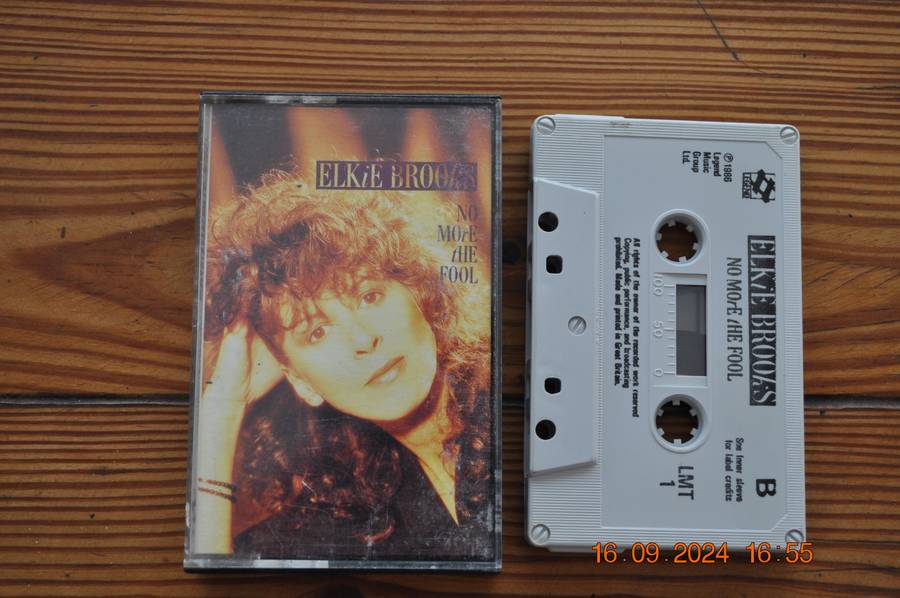 ELKiE BROOKS
NO
MOrE
tHE
FOOL
℗1986
Legend
Music
Group
Ltd.
LEGEND
ELKiE BROOKS
NO MOrE tHE FOOL
All rights of the owner of the recorded work reserved
Copying, public performance, and broadcasting
prohibited. Made and printed in Great Britain.
100 50 0
B
See inner sleeve
for label credits
LMT
1
16.09.2024 16:55